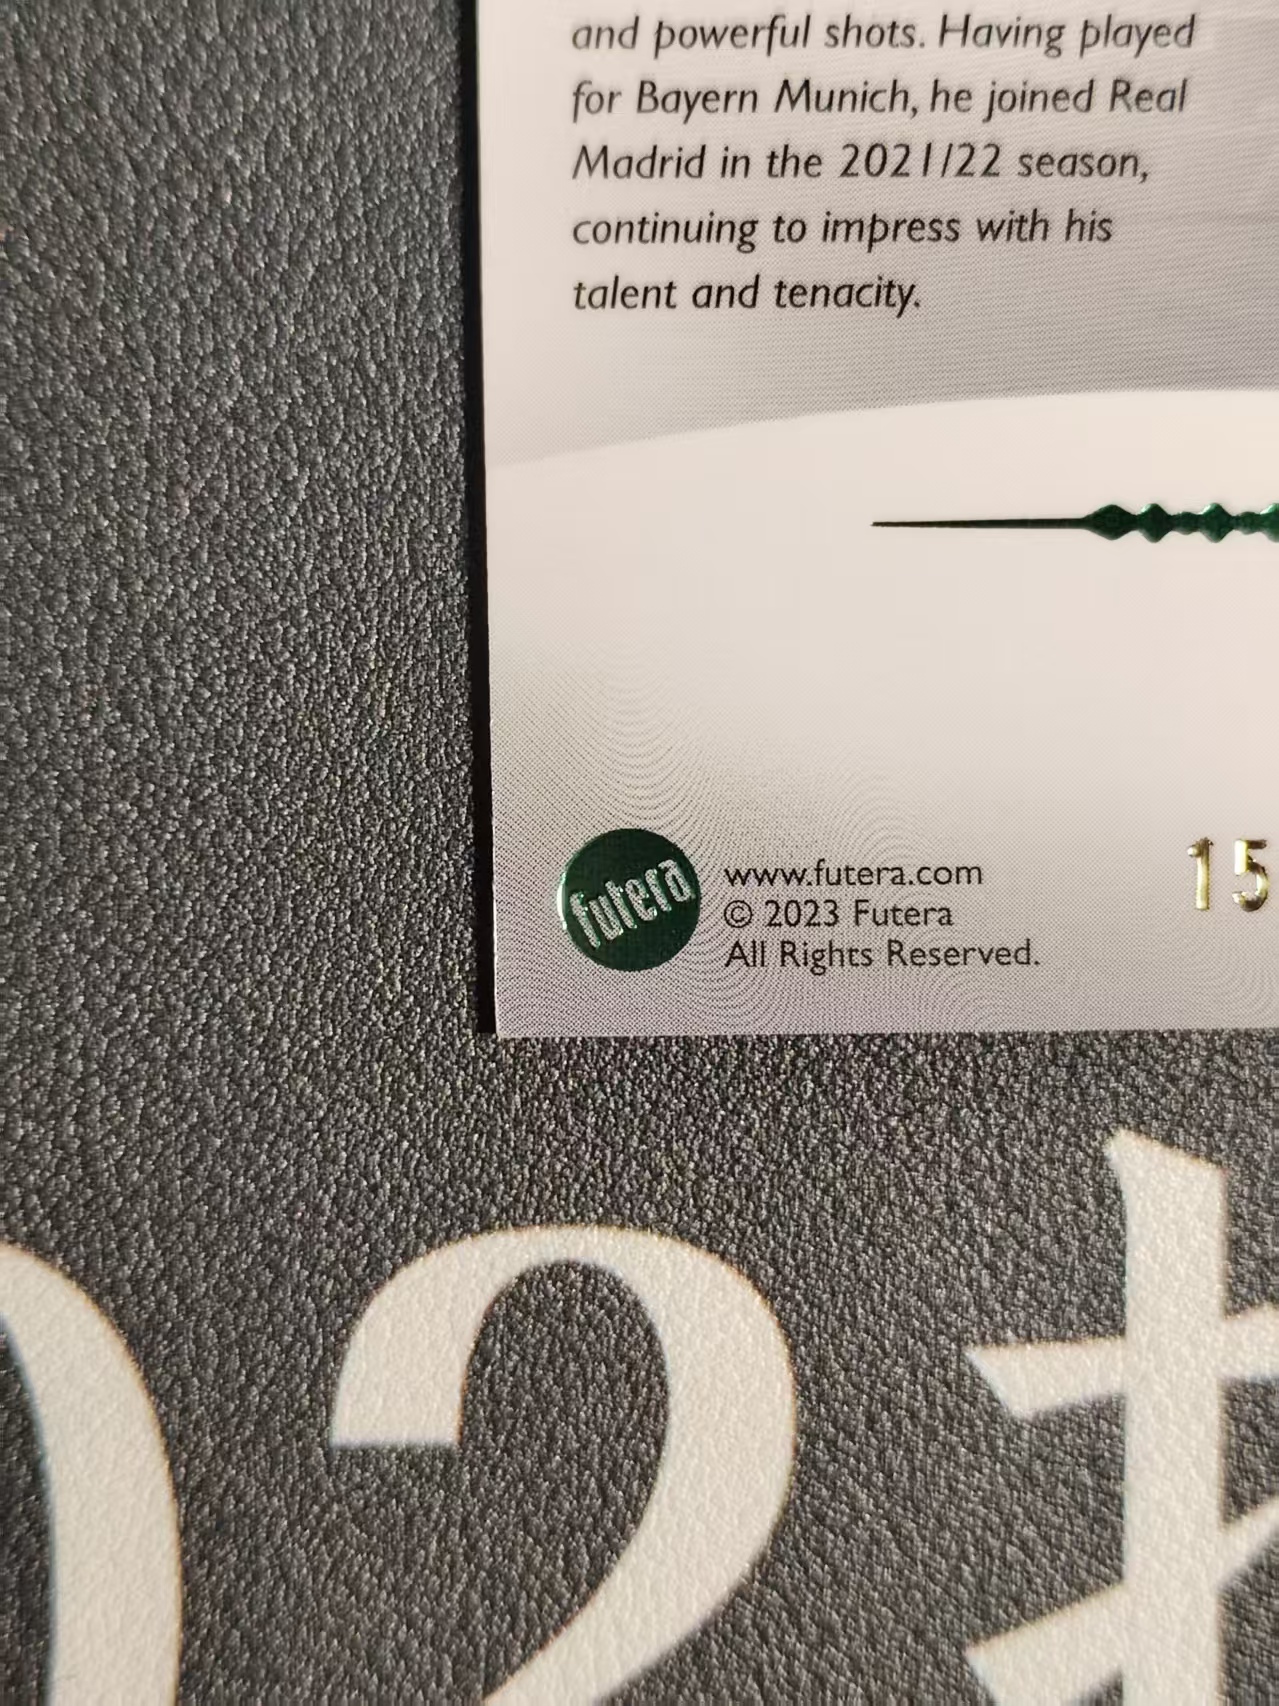 and powerful shots. Having played
for Bayern Munich, he joined Real
Madrid in the 2021/22 season,
continuing to impress with his
talent and tenacity.
futera
www.futera.com
© 2023 Futera
All Rights Reserved.
15
2